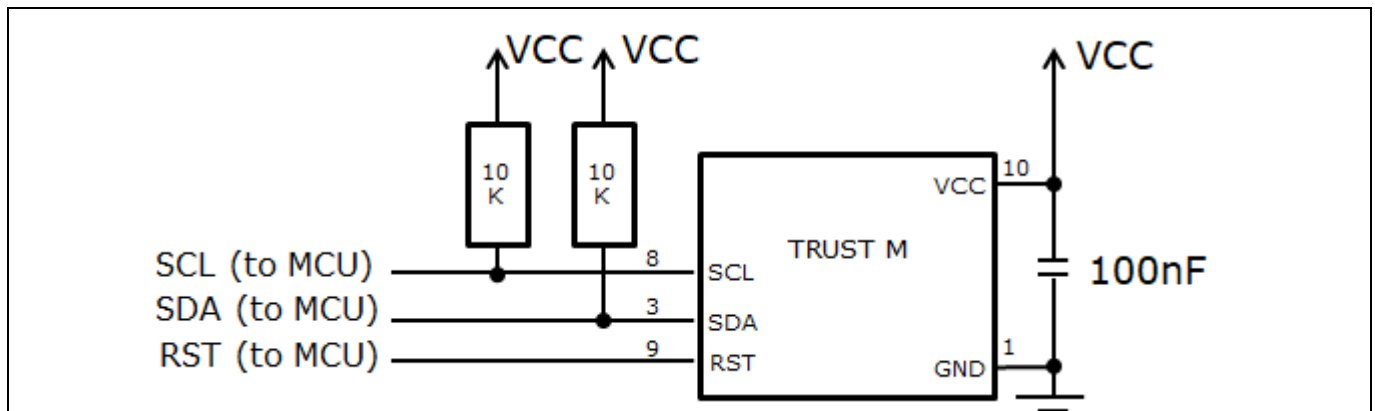 VCC
VCC
VCC
10
K
10
K
10
VCC
TRUST M
SCL (to MCU)
8
SCL
100nF
SDA (to MCU)
3
SDA
RST (to MCU)
9
RST
1
GND